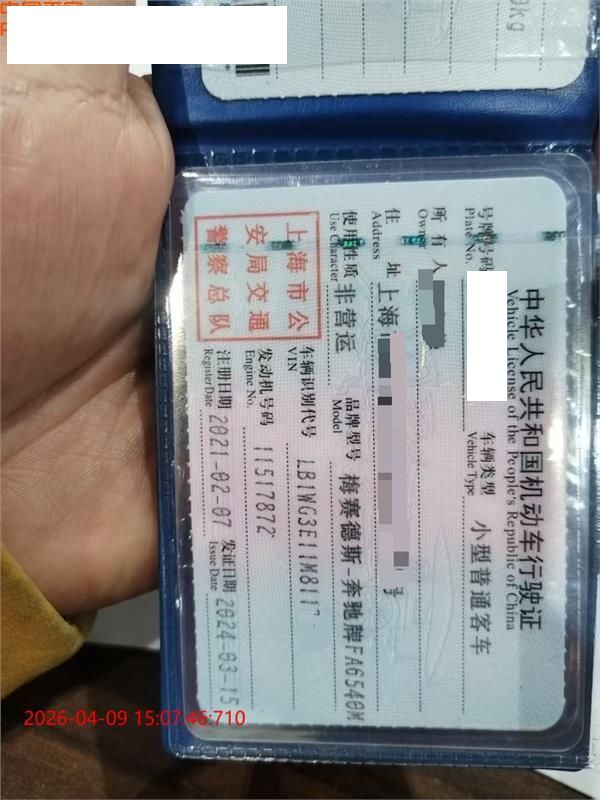 0kg
中华人民共和国机动车行驶证
Vehicle License of the People's Republic of China
号牌号码
Plate No.
车辆类型
Vehicle Type
小型普通客车
所有人
Owner
住址
Address
上海
号
使用性质
Use Character
非营运
品牌型号
Model
梅赛德斯-奔驰牌FA6540M
车辆识别代号
VIN
LB1WG3E11M811
发动机号码
Engine No.
11517872
注册日期
Register Date
2021-02-07
发证日期
Issue Date
2024-03-15
上海市公
安局交通
警察总队
2026-04-09 15:07:46:710